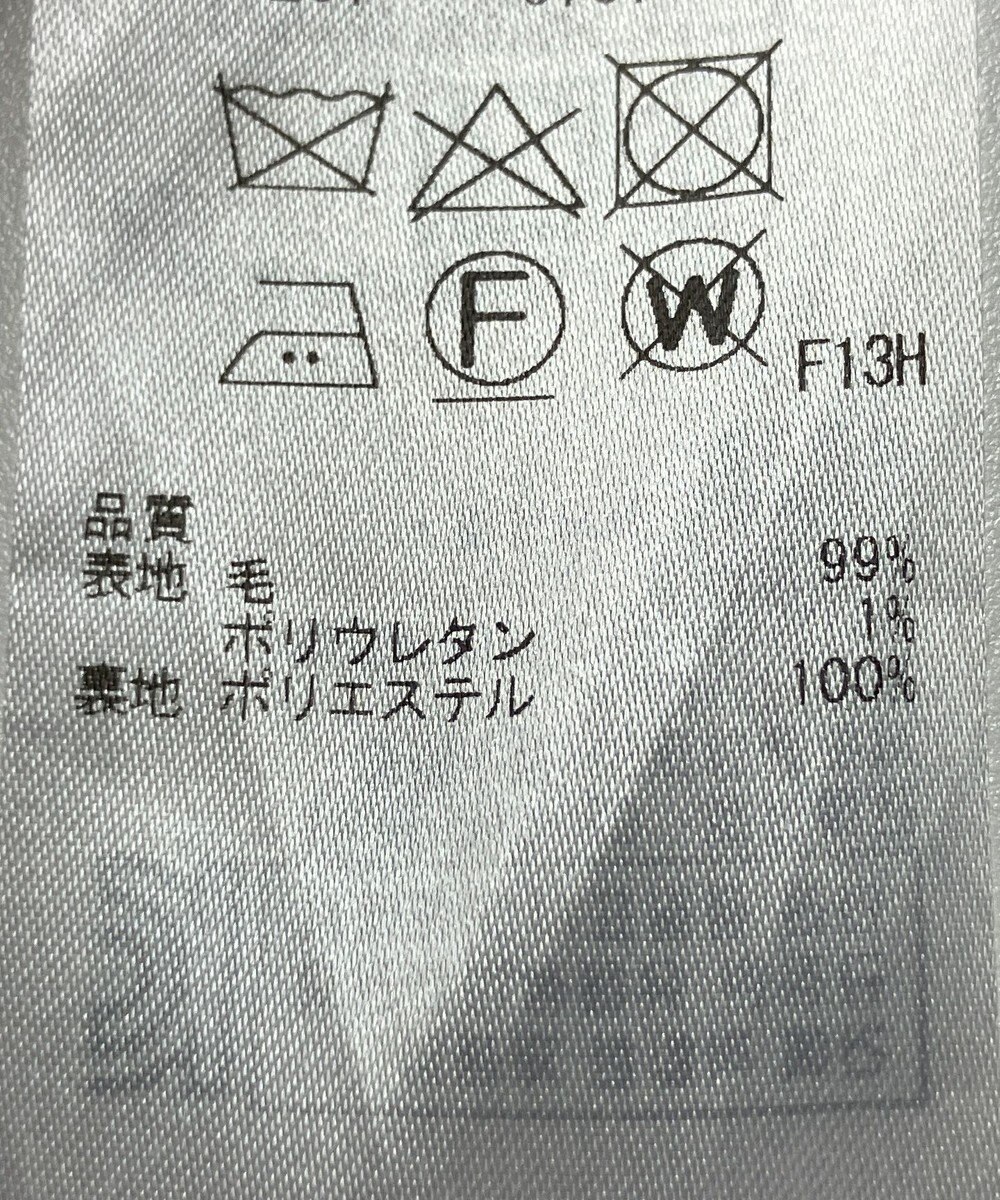 F
W
F13H
品質
表地 毛 99%
ポリウレタン 1%
裏地 ポリエステル 100%